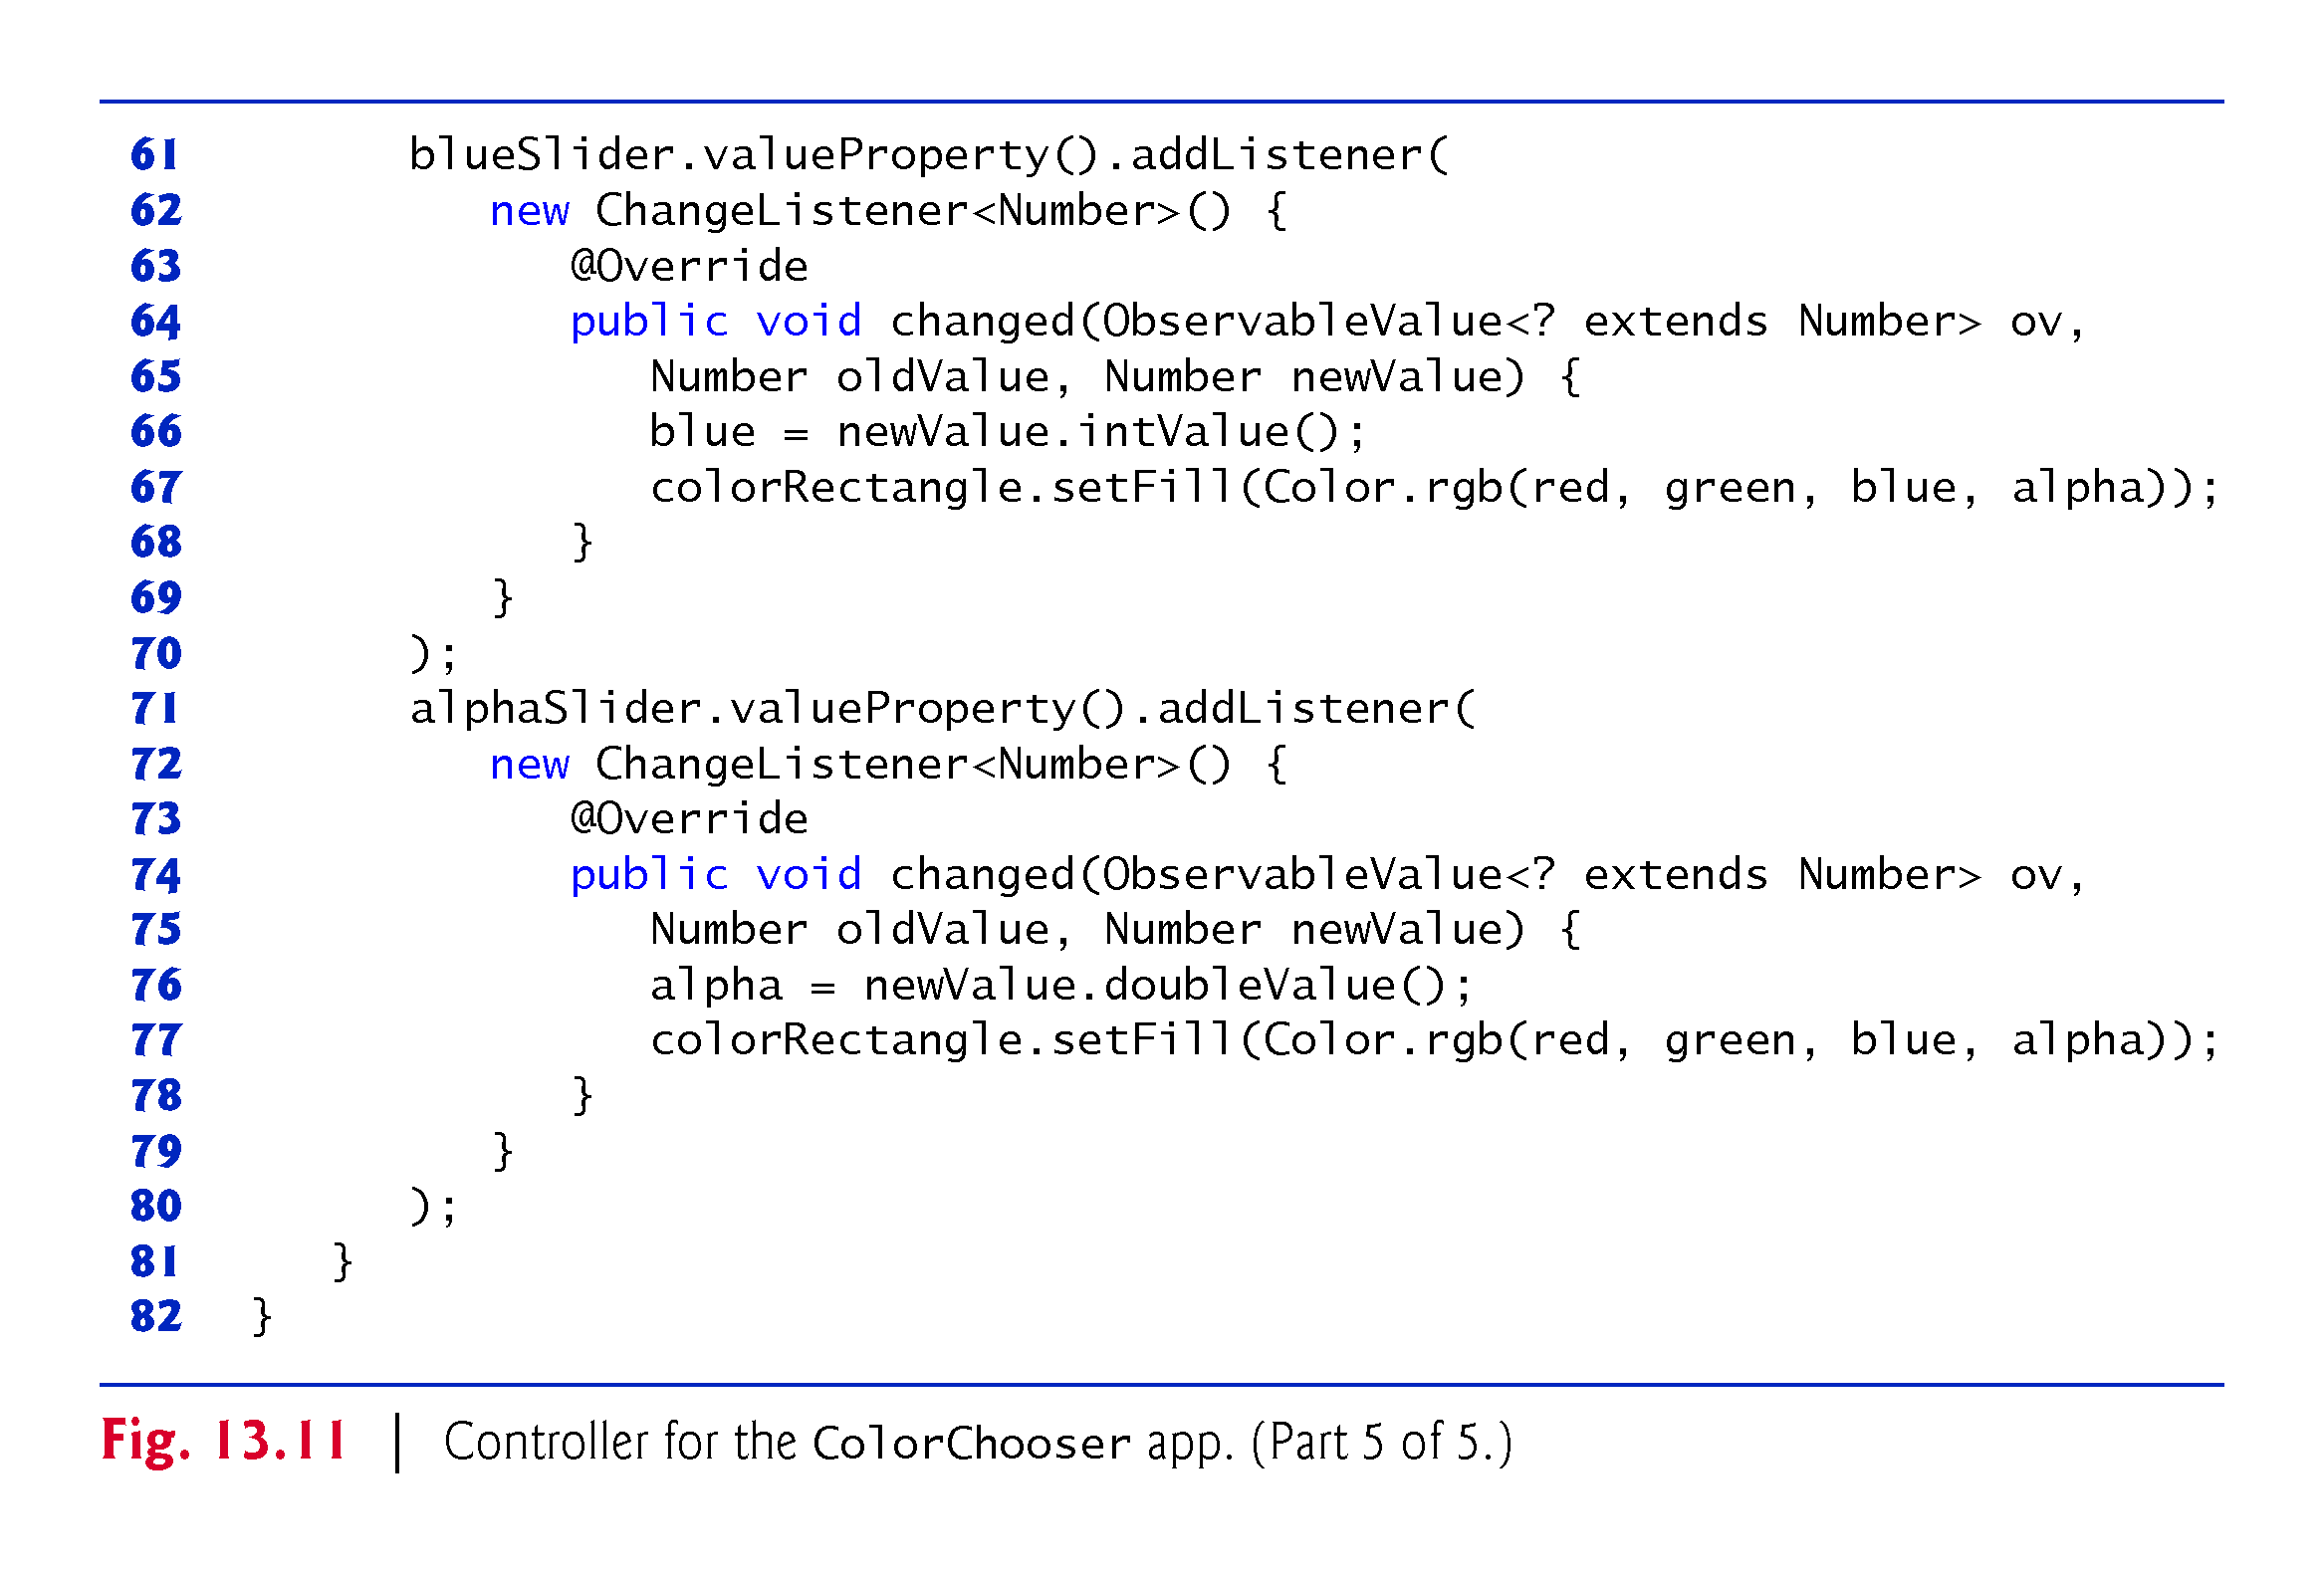 61 blueSlider.valueProperty().addListener(
62 new ChangeListener<Number>() {
63 @Override
64 public void changed(ObservableValue<? extends Number> ov,
65 Number oldValue, Number newValue) {
66 blue = newValue.intValue();
67 colorRectangle.setFill(Color.rgb(red, green, blue, alpha));
68 }
69 }
70 );
71 alphaSlider.valueProperty().addListener(
72 new ChangeListener<Number>() {
73 @Override
74 public void changed(ObservableValue<? extends Number> ov,
75 Number oldValue, Number newValue) {
76 alpha = newValue.doubleValue();
77 colorRectangle.setFill(Color.rgb(red, green, blue, alpha));
78 }
79 }
80 );
81 }
82 }
Fig. 13.11 | Controller for the ColorChooser app. (Part 5 of 5.)